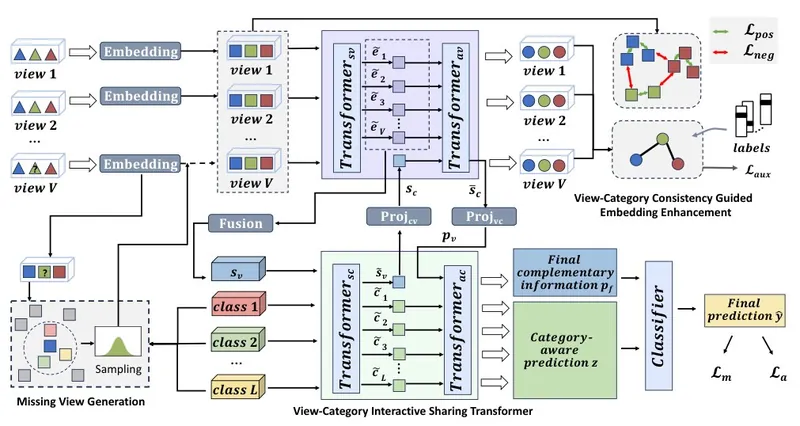 view 1
Embedding
view 1
view 2
Embedding
view 2
...
...
view V
?
Embedding
view V
Transformer_sv
ẽ_1
ẽ_2
ẽ_3
⋮
ẽ_V
Transformer_av
view 1
view 2
...
view V
ℒ_pos
ℒ_neg
labels
ℒ_aux
View-Category Consistency Guided
Embedding Enhancement
s_c
s̃_c
Fusion
Proj_cv
Proj_vc
p_v
?
Sampling
Missing View Generation
s_v
class 1
class 2
...
class L
Transformer_sc
s̃_v
c̃_1
c̃_2
c̃_3
⋮
c̃_L
Transformer_ac
View-Category Interactive Sharing Transformer
Final
complementary
information p_f
Category-
aware
prediction z
Classifier
Final
prediction ŷ
ℒ_m
ℒ_a